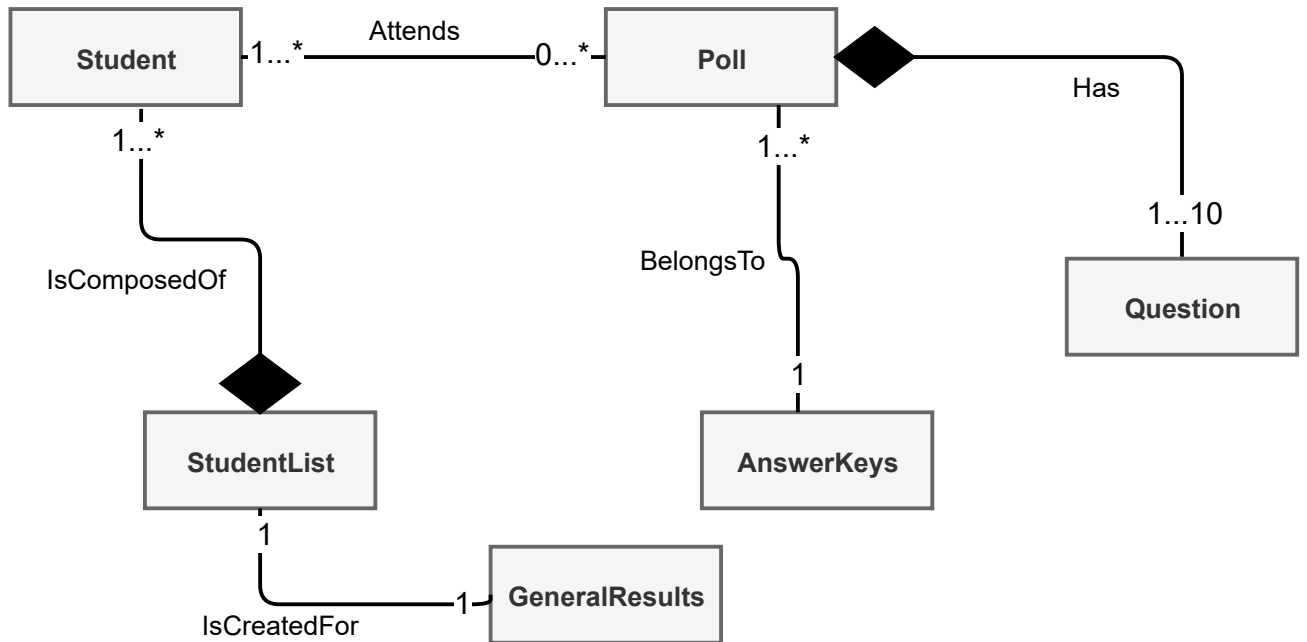 Attends
Student
1...*
0...*
Poll
Has
1...*
1...*
1...10
IsComposedOf
BelongsTo
Question
1
StudentList
AnswerKeys
1
1
GeneralResults
IsCreatedFor